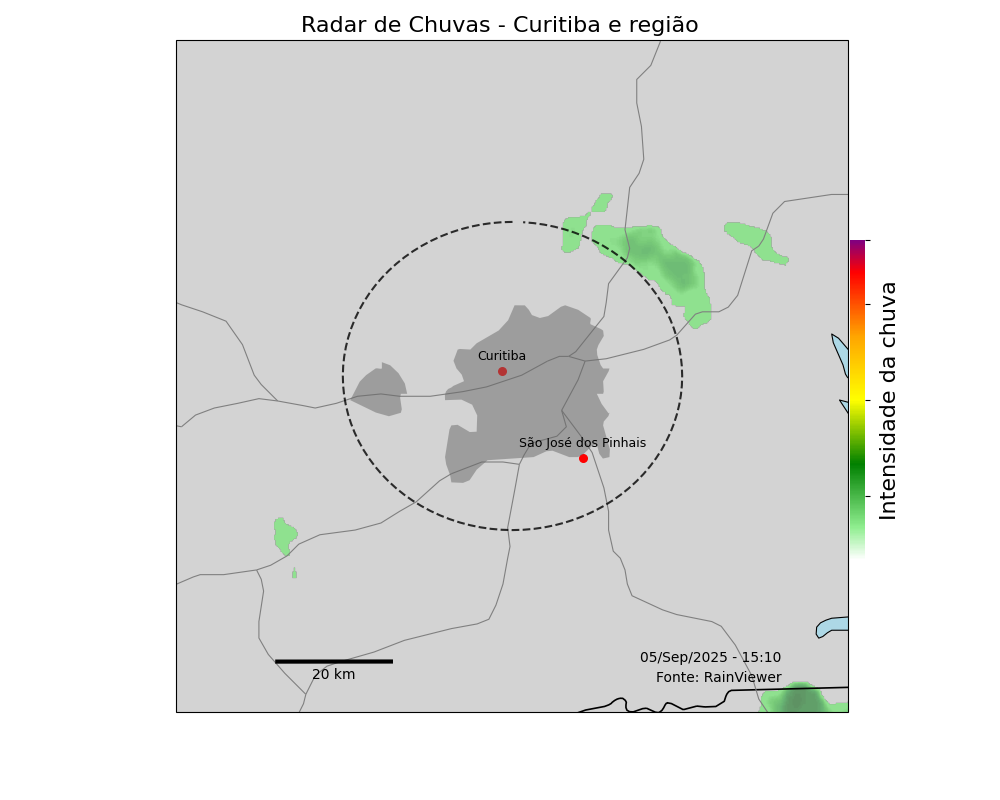 Radar de Chuvas - Curitiba e região
Curitiba
São José dos Pinhais
Intensidade da chuva
05/Sep/2025 - 15:10
Fonte: RainViewer
20 km